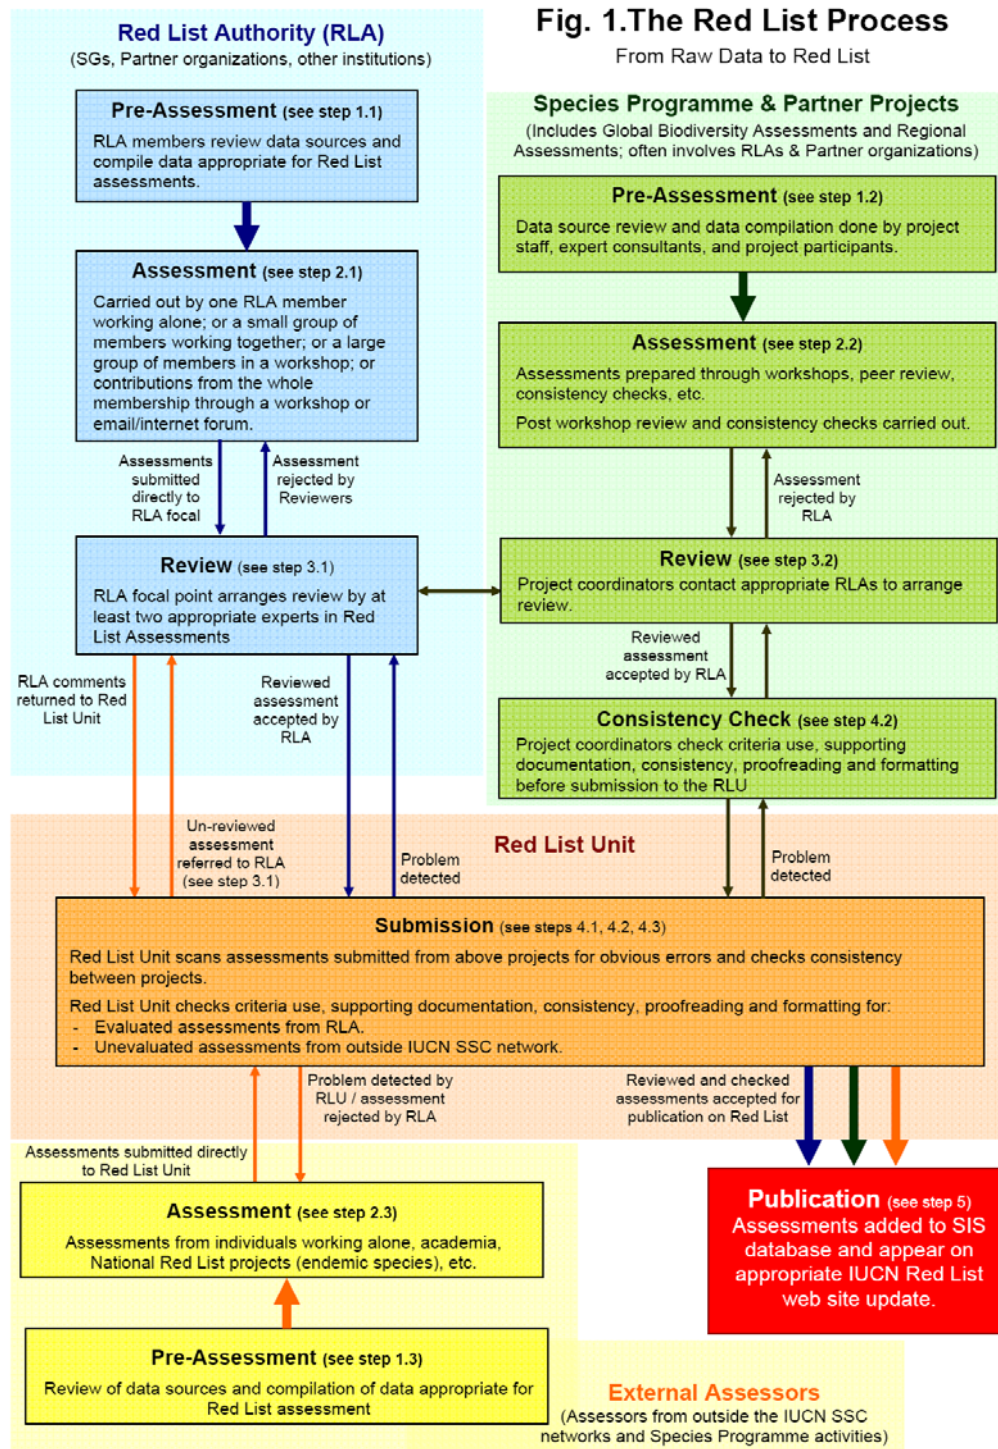 Fig. 1.The Red List Process
From Raw Data to Red List
Red List Authority (RLA)
(SGs, Partner organizations, other institutions)
Pre-Assessment (see step 1.1)
RLA members review data sources and
compile data appropriate for Red List
assessments.
Assessment (see step 2.1)
Carried out by one RLA member
working alone; or a small group of
members working together; or a large
group of members in a workshop; or
contributions from the whole
membership through a workshop or
email/internet forum.
Assessments
submitted
directly to
RLA focal
Assessment
rejected by
Reviewers
Review (see step 3.1)
RLA focal point arranges review by at
least two appropriate experts in Red
List Assessments
RLA comments
returned to Red
List Unit
Reviewed
assessment
accepted by
RLA
Species Programme & Partner Projects
(Includes Global Biodiversity Assessments and Regional
Assessments; often involves RLAs & Partner organizations)
Pre-Assessment (see step 1.2)
Data source review and data compilation done by project
staff, expert consultants, and project participants.
Assessment (see step 2.2)
Assessments prepared through workshops, peer review,
consistency checks, etc.
Post workshop review and consistency checks carried out.
Assessment
rejected by
RLA
Review (see step 3.2)
Project coordinators contact appropriate RLAs to arrange
review.
Reviewed
assessment
accepted by RLA
Consistency Check (see step 4.2)
Project coordinators check criteria use, supporting
documentation, consistency, proofreading and formatting
before submission to the RLU
Red List Unit
Un-reviewed
assessment
referred to RLA
(see step 3.1)
Problem
detected
Problem
detected
Submission (see steps 4.1, 4.2, 4.3)
Red List Unit scans assessments submitted from above projects for obvious errors and checks consistency
between projects.
Red List Unit checks criteria use, supporting documentation, consistency, proofreading and formatting for:
- Evaluated assessments from RLA.
- Unevaluated assessments from outside IUCN SSC network.
Problem detected by
RLU / assessment
rejected by RLA
Reviewed and checked
assessments accepted for
publication on Red List
Assessments submitted directly
to Red List Unit
Assessment (see step 2.3)
Assessments from individuals working alone, academia,
National Red List projects (endemic species), etc.
Pre-Assessment (see step 1.3)
Review of data sources and compilation of data appropriate for
Red List assessment
Publication (see step 5)
Assessments added to SIS
database and appear on
appropriate IUCN Red List
web site update.
External Assessors
(Assessors from outside the IUCN SSC
networks and Species Programme activities)